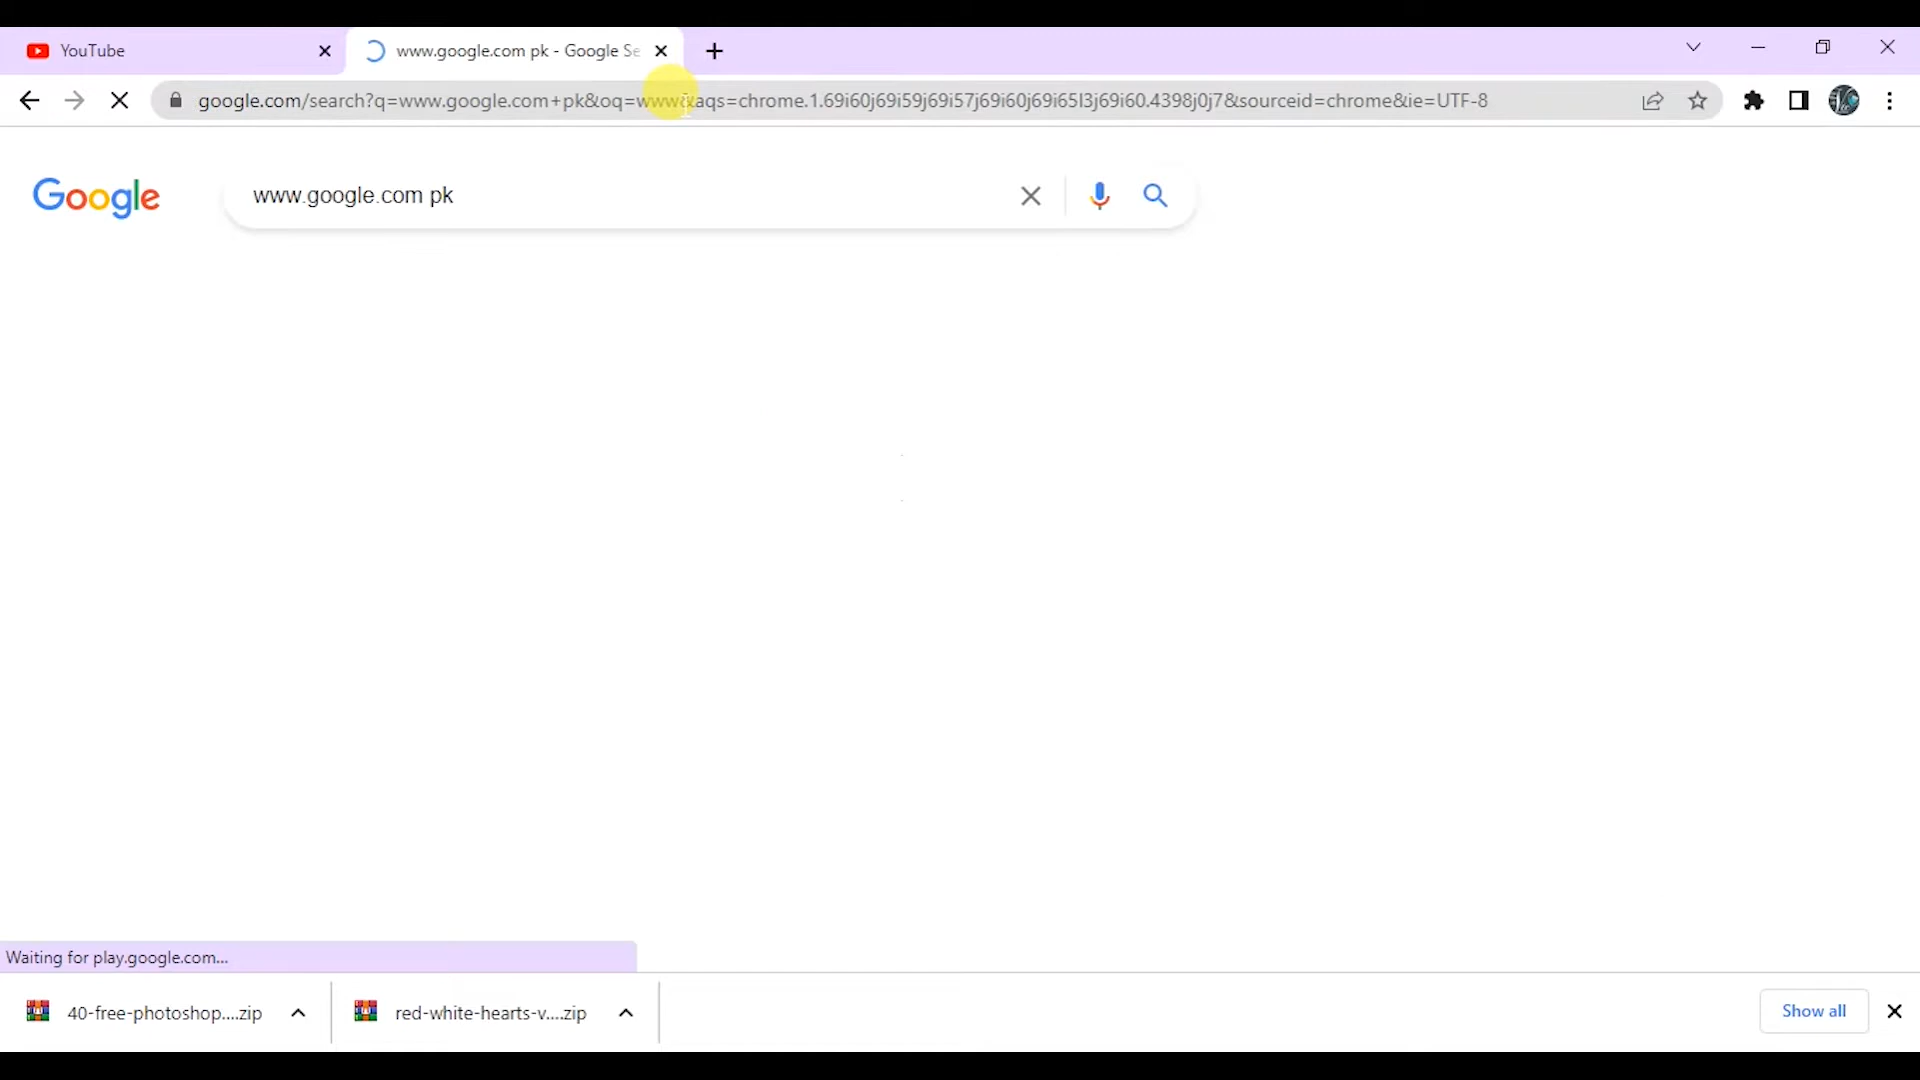 YouTube
www.google.com pk - Google Se
google.com/search?q=www.google.com+pk&oq=www&aqs=chrome.1.69i60j69i59j69i57j69i60j69i65l3j69i60.4398j0j7&sourceid=chrome&ie=UTF-8
Google
www.google.com pk
Waiting for play.google.com...
40-free-photoshop....zip
red-white-hearts-v....zip
Show all